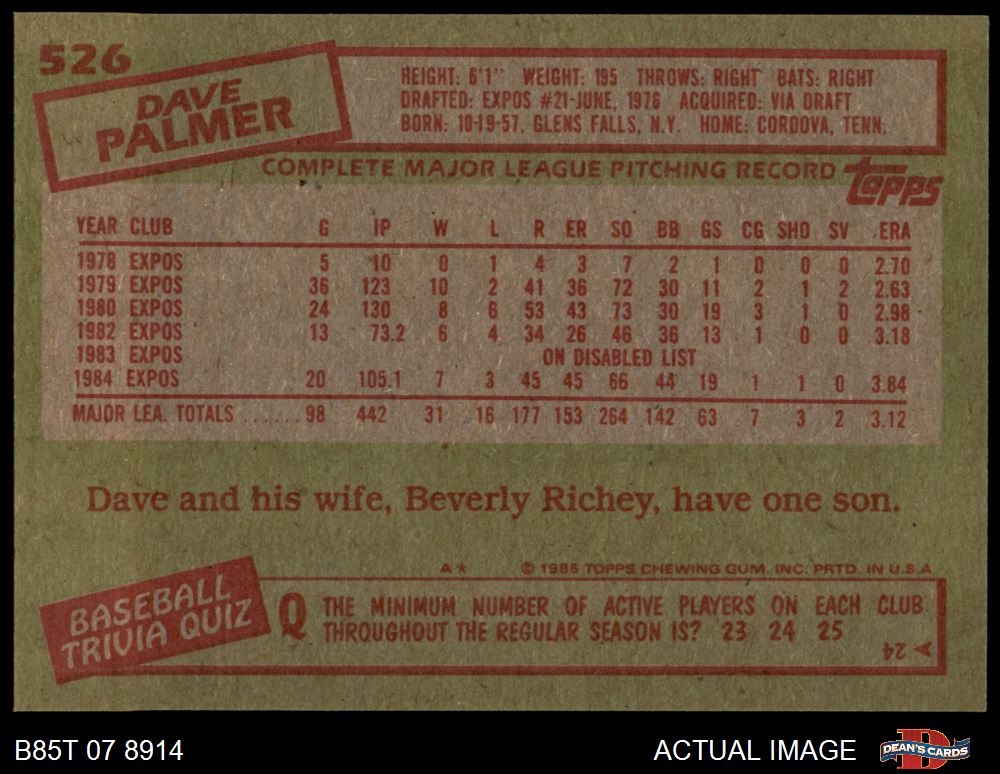 526
DAVE
PALMER
HEIGHT: 6'1" WEIGHT: 195 THROWS: RIGHT BATS: RIGHT
DRAFTED: EXPOS #21-JUNE, 1976 ACQUIRED: VIA DRAFT
BORN: 10-19-57, GLENS FALLS, N.Y. HOME: CORDOVA, TENN.
COMPLETE MAJOR LEAGUE PITCHING RECORD
topps
YEAR CLUB G IP W L R ER SO BB GS CG SHO SV ERA
1978 EXPOS 5 10 0 1 4 3 7 2 1 0 0 0 2.70
1979 EXPOS 36 123 10 2 41 36 72 30 11 2 1 2 2.63
1980 EXPOS 24 130 8 6 53 43 73 30 19 3 1 0 2.98
1982 EXPOS 13 73.2 6 4 34 26 46 36 13 1 0 0 3.18
1983 EXPOS ON DISABLED LIST
1984 EXPOS 20 105.1 7 3 45 45 66 44 19 1 1 0 3.84
MAJOR LEA. TOTALS ...... 98 442 31 16 177 153 264 142 63 7 3 2 3.12
Dave and his wife, Beverly Richey, have one son.
A* © 1985 TOPPS CHEWING GUM, INC. PRTD. IN U.S.A
BASEBALL
TRIVIA QUIZ
Q THE MINIMUM NUMBER OF ACTIVE PLAYERS ON EACH CLUB
THROUGHOUT THE REGULAR SEASON IS? 23 24 25
A 24
B85T 07 8914
ACTUAL IMAGE
D
DEAN'S CARDS